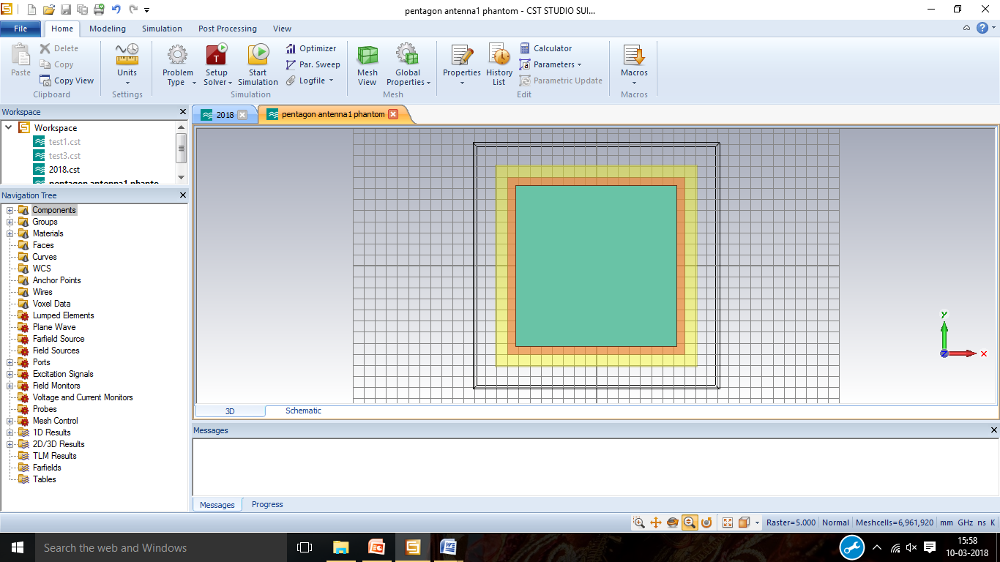 pentagon antenna1 phantom - CST STUDIO SUI...
File Home Modeling Simulation Post Processing View
Paste
Delete
Copy
Copy View
Clipboard
Units
Settings
Problem Type
Setup Solver
Start Simulation
Optimizer
Par. Sweep
Logfile
Simulation
Mesh View
Global Properties
Mesh
Properties
History List
Calculator
Parameters
Parametric Update
Edit
Macros
Macros
Workspace
Workspace
test1.cst
test3.cst
2018.cst
pentagon antenna1 phanto
2018
pentagon antenna1 phantom
Navigation Tree
Components
Groups
Materials
Faces
Curves
WCS
Anchor Points
Wires
Voxel Data
Lumped Elements
Plane Wave
Farfield Source
Field Sources
Ports
Excitation Signals
Field Monitors
Voltage and Current Monitors
Probes
Mesh Control
1D Results
2D/3D Results
TLM Results
Farfields
Tables
y
z
x
3D Schematic
Messages
Messages Progress
Raster=5.000 Normal Meshcells=6,961,920 mm GHz ns K
Search the web and Windows
15:58
10-03-2018